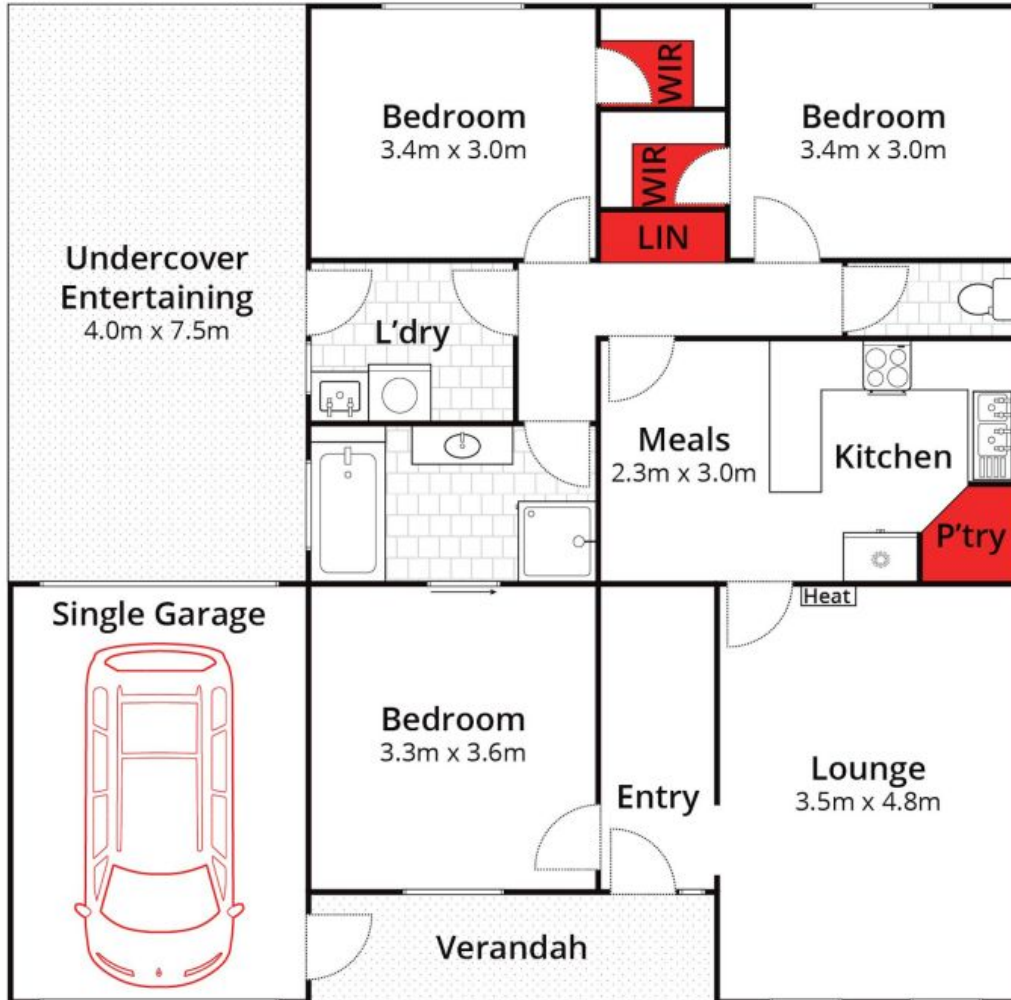 Bedroom
3.4m x 3.0m
WIR
Bedroom
3.4m x 3.0m
WIR
LIN
Undercover
Entertaining
4.0m x 7.5m
L'dry
Meals
2.3m x 3.0m
Kitchen
P'try
Single Garage
Heat
Bedroom
3.3m x 3.6m
Entry
Lounge
3.5m x 4.8m
Verandah